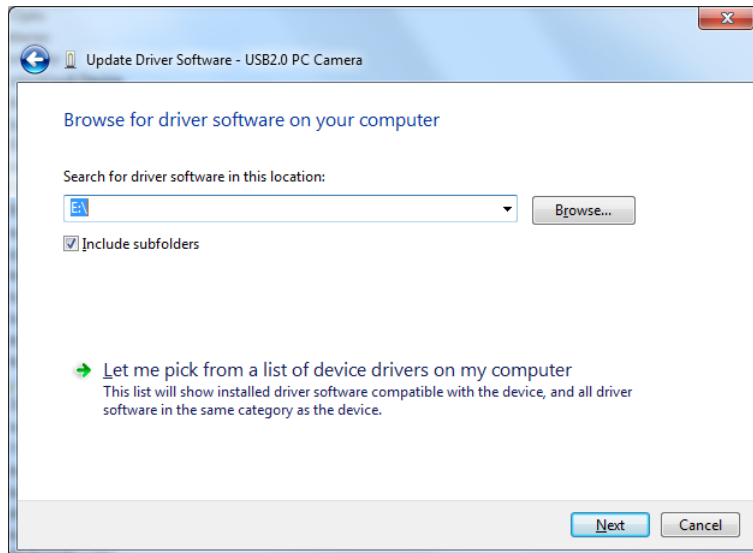 Update Driver Software - USB2.0 PC Camera
Browse for driver software on your computer
Search for driver software in this location:
E:\
Browse...
Include subfolders
Let me pick from a list of device drivers on my computer
This list will show installed driver software compatible with the device, and all driver
software in the same category as the device.
Next
Cancel